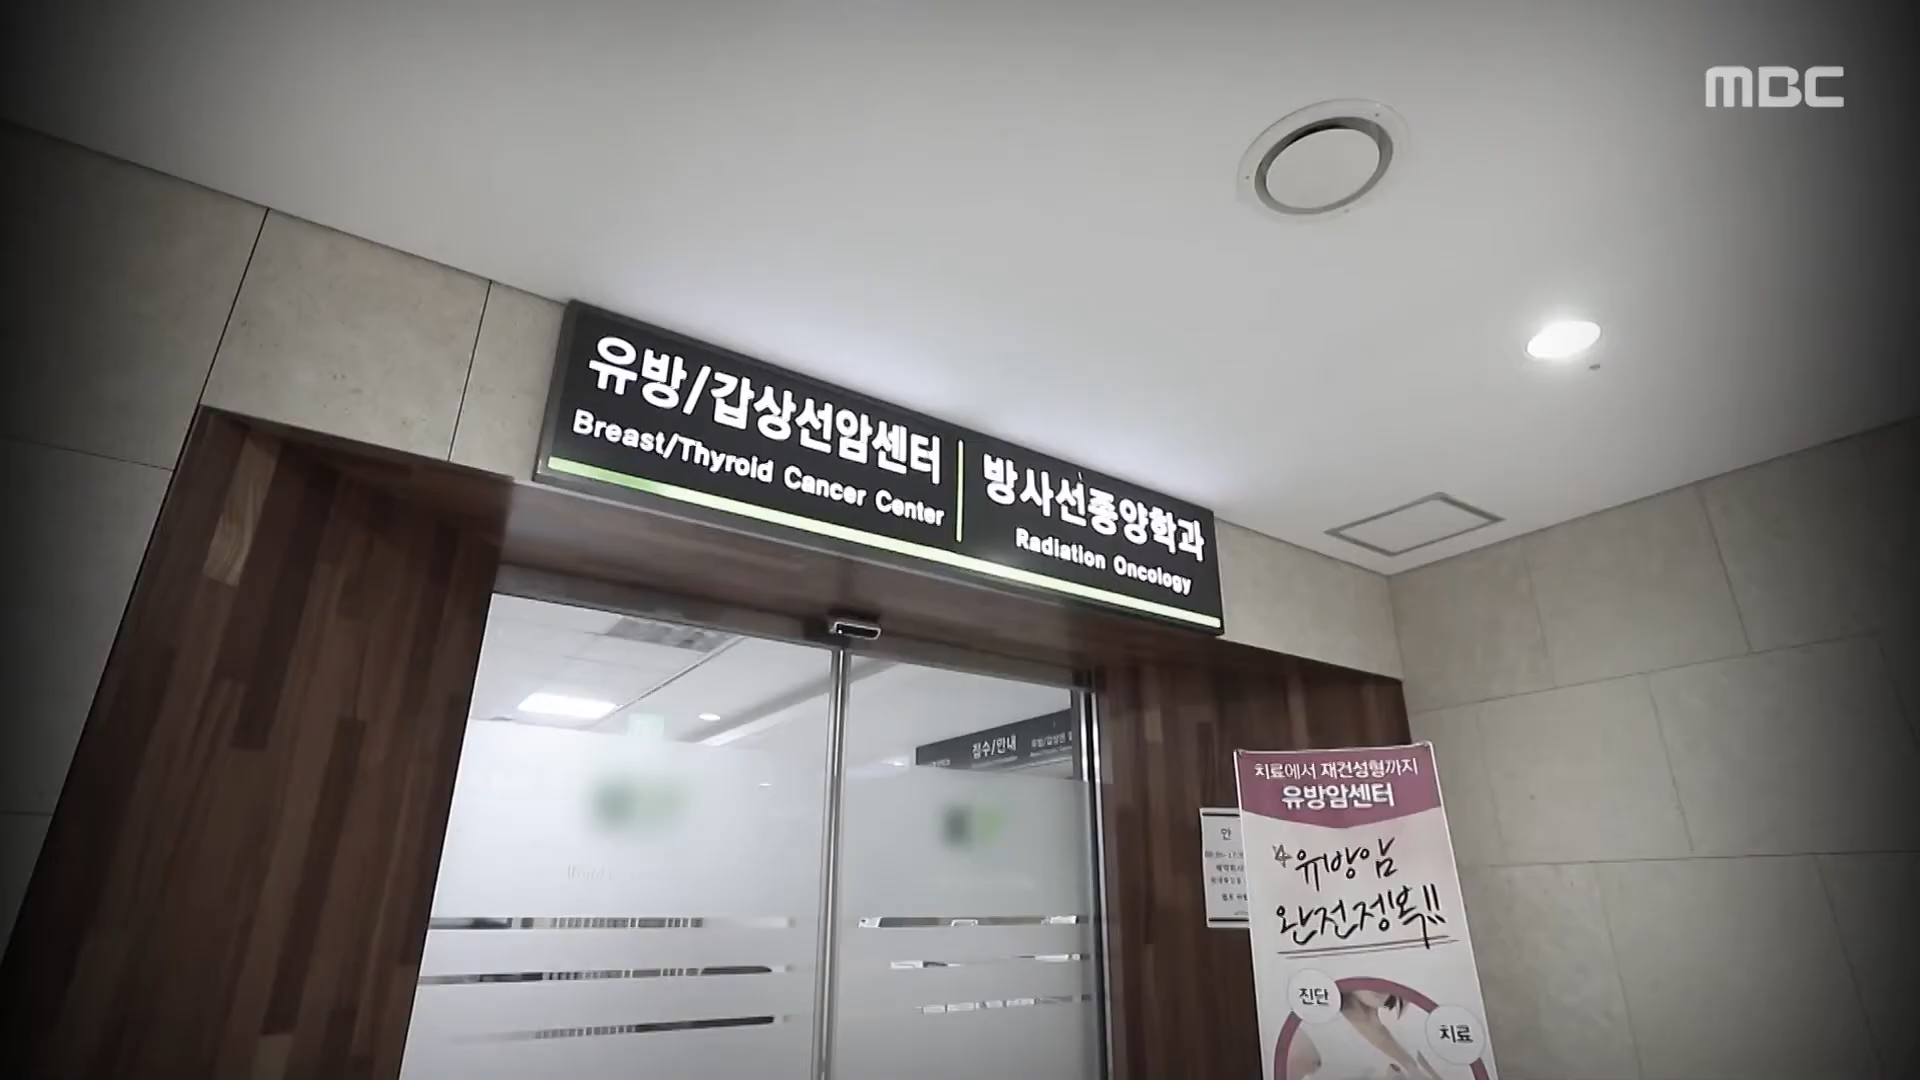 MBC
유방/갑상선암센터
Breast/Thyroid Cancer Center
방사선종양학과
Radiation Oncology
접수/안내
치료에서 재건성형까지
유방암센터
유방암
완전정복!!
진단
치료